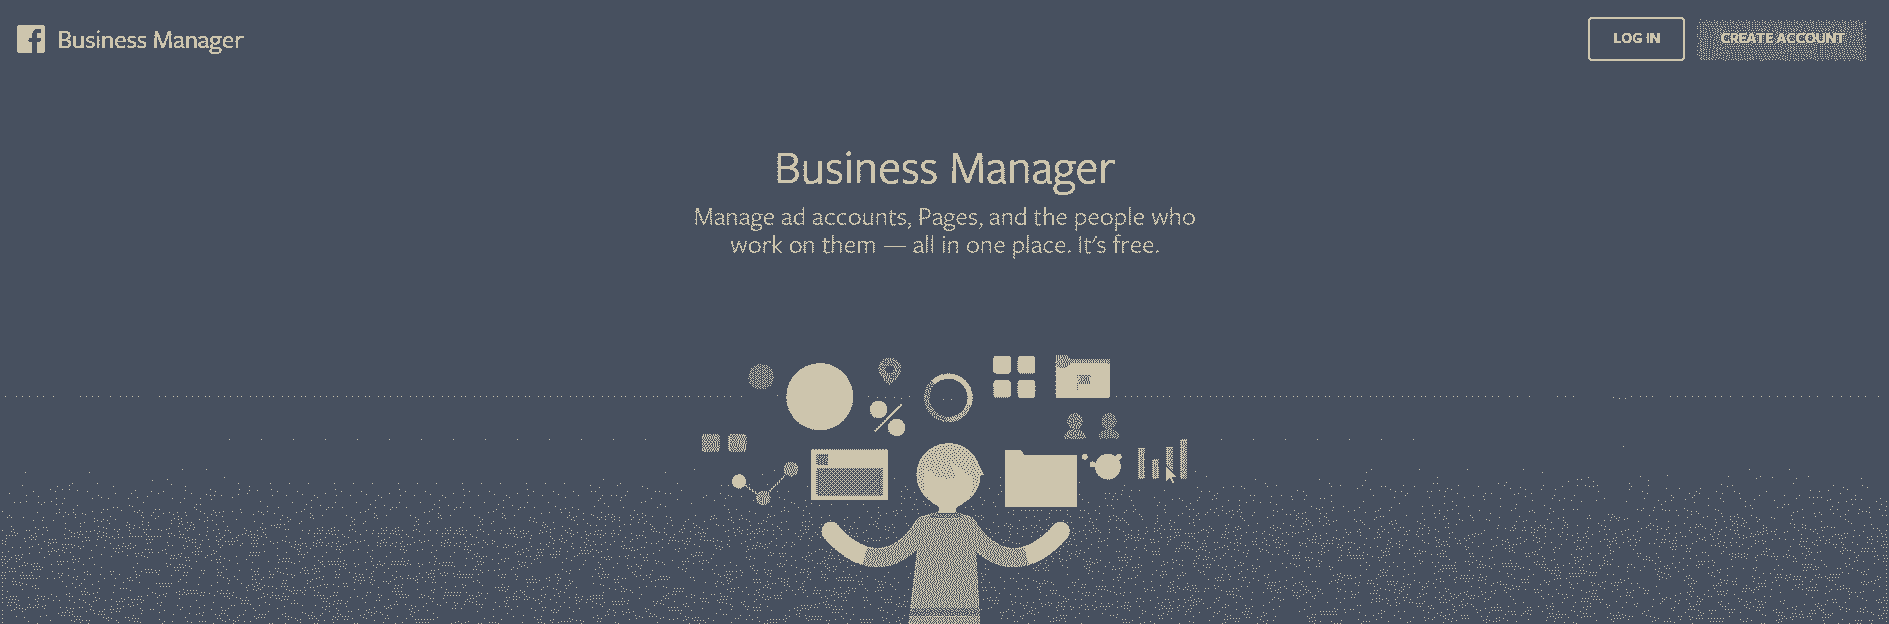 Business Manager
LOG IN
CREATE ACCOUNT
Business Manager
Manage ad accounts, Pages, and the people who
work on them — all in one place. It's free.